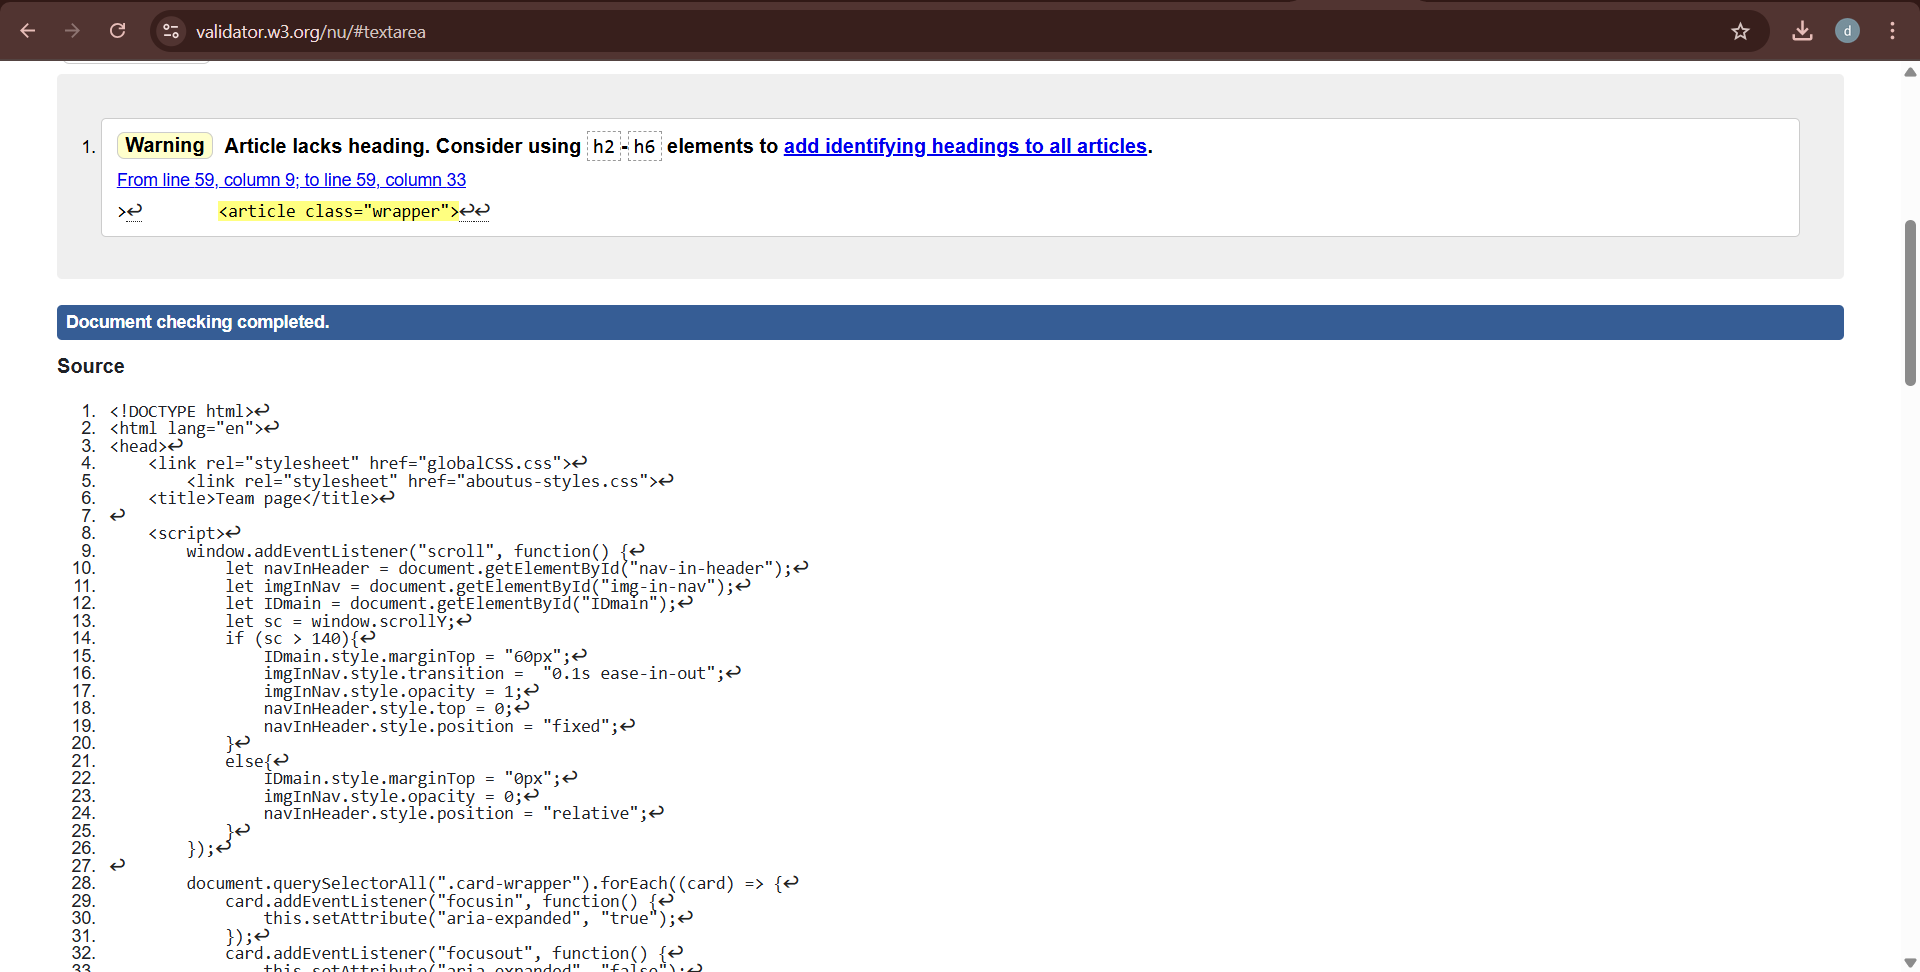 validator.w3.org/nu/#textarea
d
1. Warning Article lacks heading. Consider using h2-h6 elements to add identifying headings to all articles.
From line 59, column 9; to line 59, column 33
>↩        <article class="wrapper">↩↩
Document checking completed.
Source
1. <!DOCTYPE html>↩
2. <html lang="en">↩
3. <head>↩
4.     <link rel="stylesheet" href="globalCSS.css">↩
5.         <link rel="stylesheet" href="aboutus-styles.css">↩
6.     <title>Team page</title>↩
7. ↩
8.     <script>↩
9.         window.addEventListener("scroll", function() {↩
10.             let navInHeader = document.getElementById("nav-in-header");↩
11.             let imgInNav = document.getElementById("img-in-nav");↩
12.             let IDmain = document.getElementById("IDmain");↩
13.             let sc = window.scrollY;↩
14.             if (sc > 140){↩
15.                 IDmain.style.marginTop = "60px";↩
16.                 imgInNav.style.transition =  "0.1s ease-in-out";↩
17.                 imgInNav.style.opacity = 1;↩
18.                 navInHeader.style.top = 0;↩
19.                 navInHeader.style.position = "fixed";↩
20.             }↩
21.             else{↩
22.                 IDmain.style.marginTop = "0px";↩
23.                 imgInNav.style.opacity = 0;↩
24.                 navInHeader.style.position = "relative";↩
25.             }↩
26.         });↩
27. ↩
28.         document.querySelectorAll(".card-wrapper").forEach((card) => {↩
29.             card.addEventListener("focusin", function() {↩
30.                 this.setAttribute("aria-expanded", "true");↩
31.             });↩
32.             card.addEventListener("focusout", function() {↩
33.                 this.setAttribute("aria-expanded", "false");↩